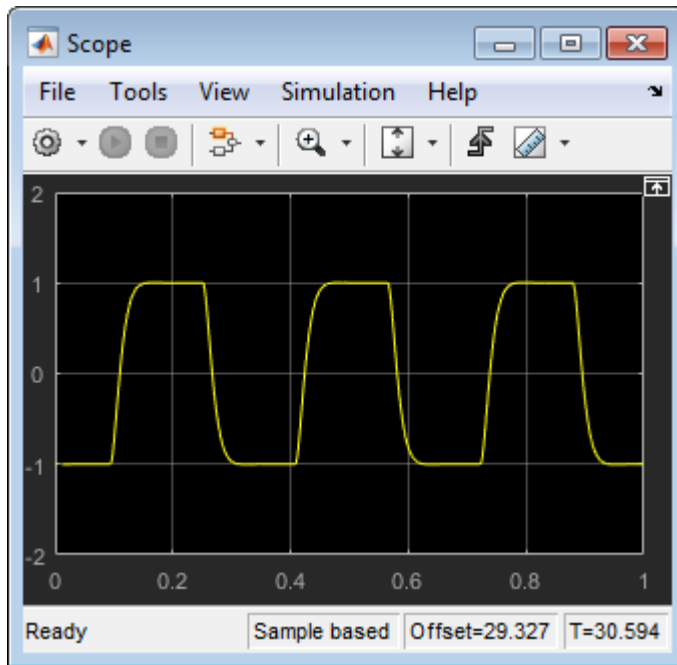 Scope
File Tools View Simulation Help
2
1
0
-1
-2
0 0.2 0.4 0.6 0.8 1
Ready Sample based Offset=29.327 T=30.594